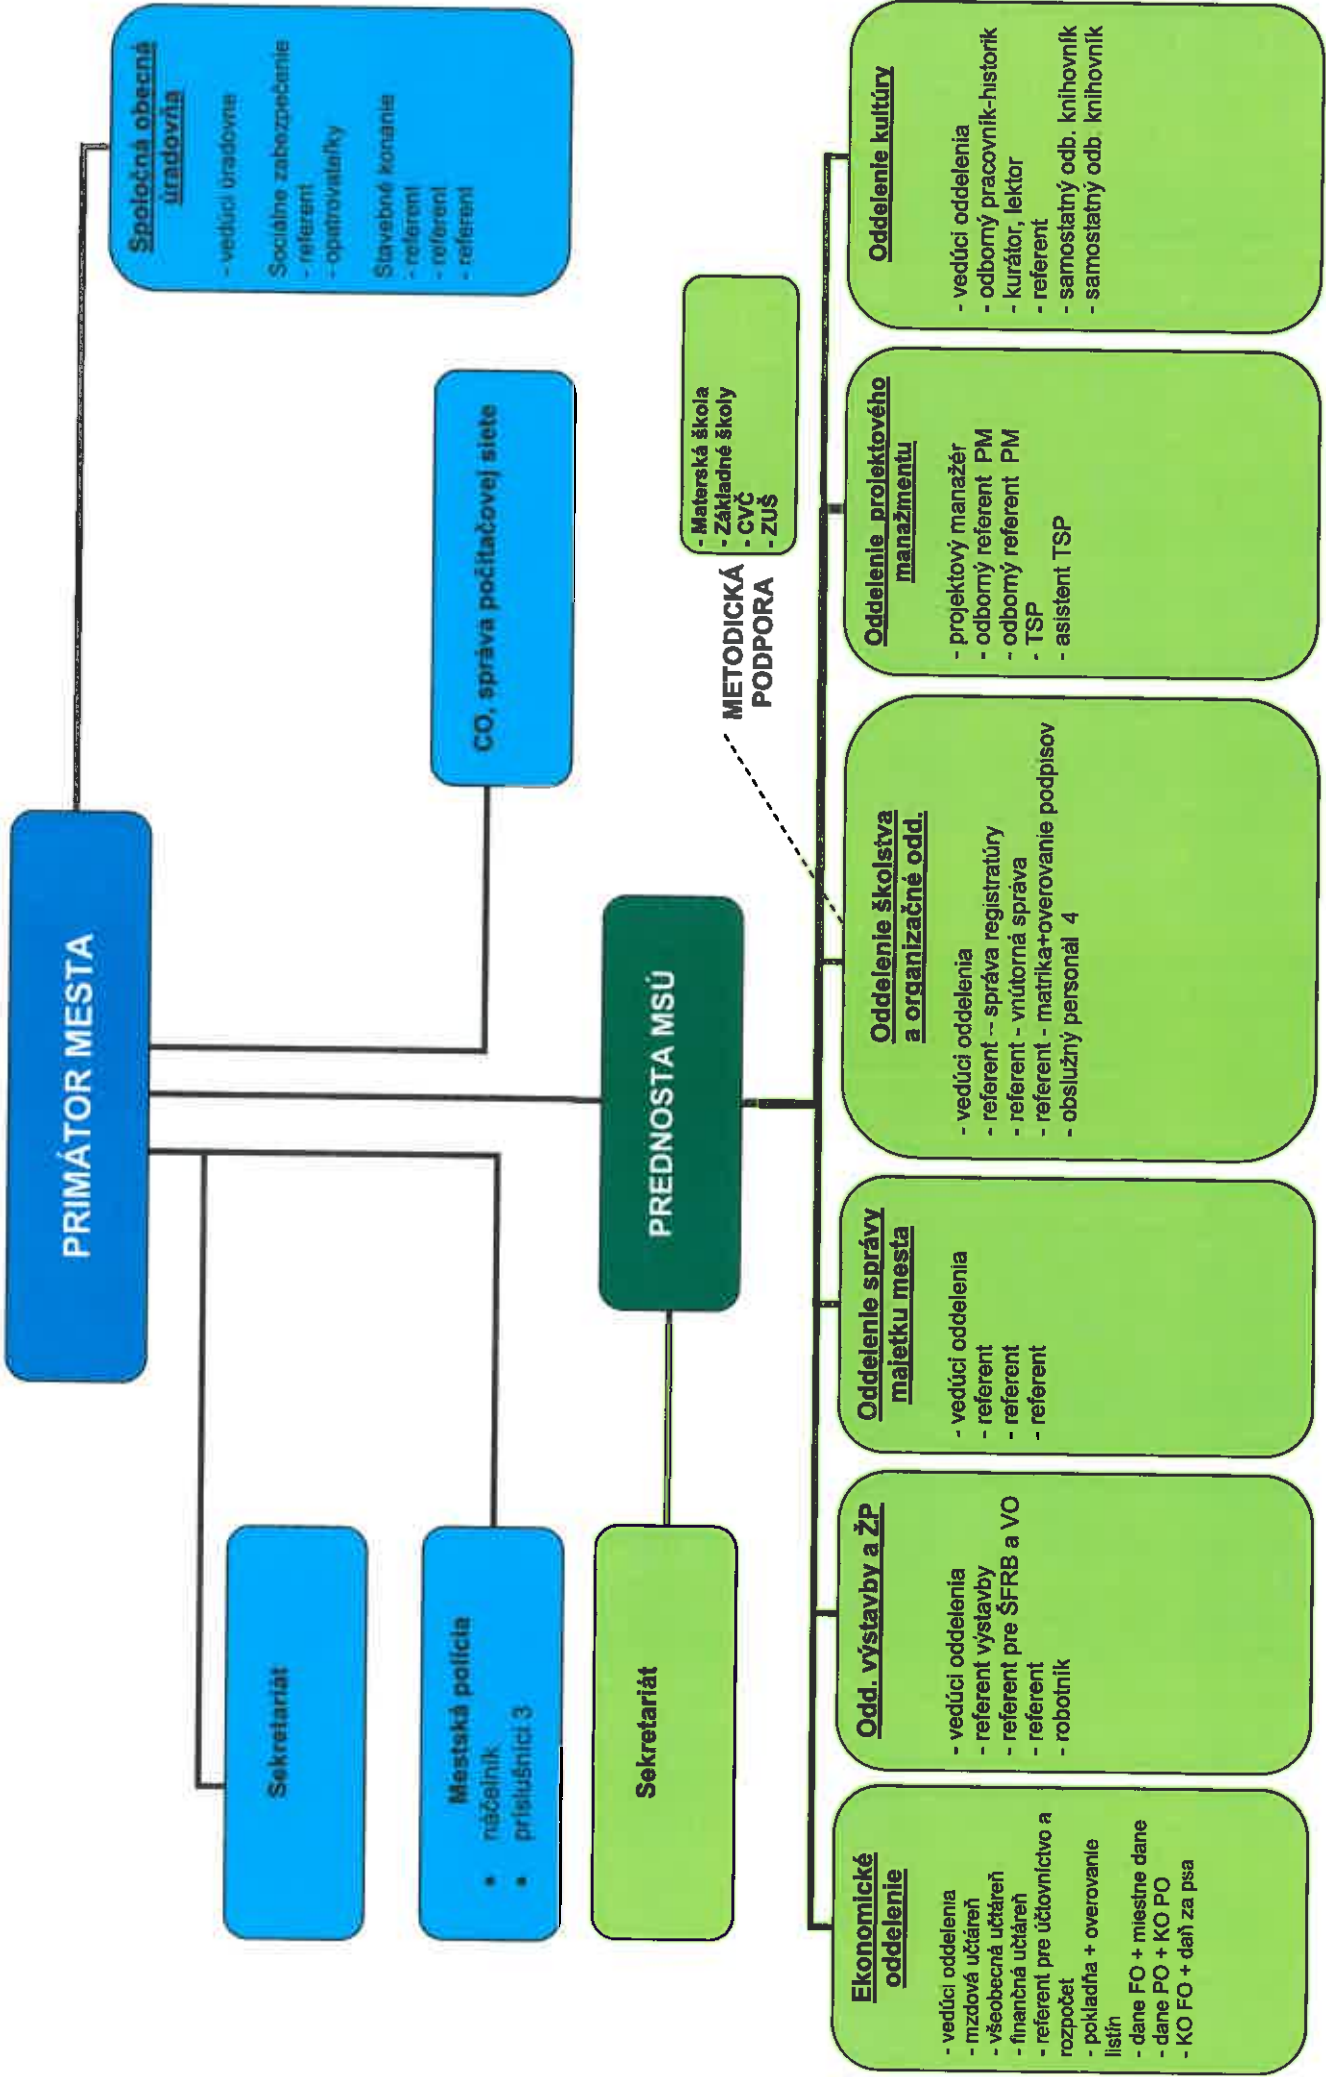 PRIMÁTOR MESTA
Sekretariát
Mestská polícia
• náčelník
• príslušníci 3
CO, správa počítačovej siete
Spoločná obecná
úradovňa
- vedúci úradovne
Sociálne zabezpečenie
- referent
- opatrovateľky
Stavebné konanie
- referent
- referent
- referent
Sekretariát
PREDNOSTA MSÚ
METODICKÁ
PODPORA
- Materská škola
- Základné školy
- CVČ
- ZUŠ
Ekonomické
oddelenie
- vedúci oddelenia
- mzdová učtáreň
- všeobecná učtáreň
- finančná učtáreň
- referent pre účtovníctvo a
rozpočet
- pokladňa + overovanie
listín
- dane FO + miestne dane
- dane PO + KO PO
- KO FO + daň za psa
Odd. výstavby a ŽP
- vedúci oddelenia
- referent výstavby
- referent pre ŠFRB a VO
- referent
- robotník
Oddelenie správy
majetku mesta
- vedúci oddelenia
- referent
- referent
- referent
Oddelenie školstva
a organizačné odd.
- vedúci oddelenia
- referent – správa registratúry
- referent - vnútorná správa
- referent - matrika+overovanie podpisov
- obslužný personál 4
Oddelenie projektového
manažmentu
- projektový manažér
- odborný referent PM
- odborný referent PM
- TSP
- asistent TSP
Oddelenie kultúry
- vedúci oddelenia
- odborný pracovník-historik
kurátor, lektor
- referent
- samostatný odb. knihovník
- samostatný odb. knihovník